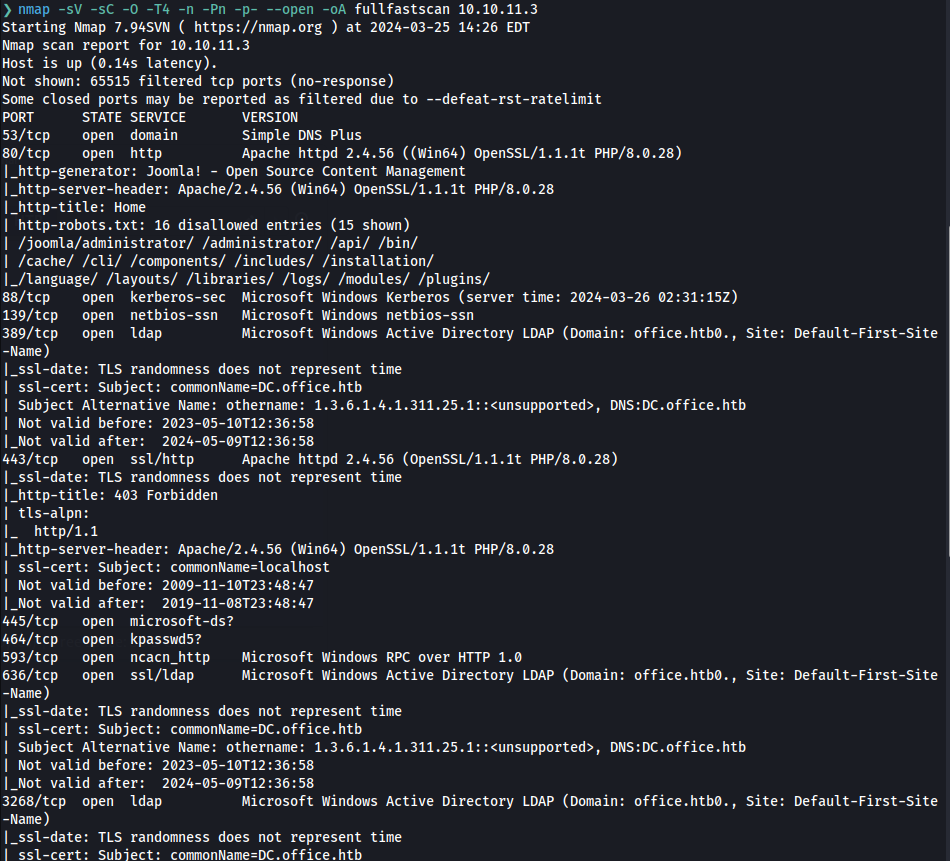 ❯ nmap -sV -sC -O -T4 -n -Pn -p- --open -oA fullfastscan 10.10.11.3
Starting Nmap 7.94SVN ( https://nmap.org ) at 2024-03-25 14:26 EDT
Nmap scan report for 10.10.11.3
Host is up (0.14s latency).
Not shown: 65515 filtered tcp ports (no-response)
Some closed ports may be reported as filtered due to --defeat-rst-ratelimit
PORT      STATE SERVICE       VERSION
53/tcp    open  domain        Simple DNS Plus
80/tcp    open  http          Apache httpd 2.4.56 ((Win64) OpenSSL/1.1.1t PHP/8.0.28)
|_http-generator: Joomla! - Open Source Content Management
|_http-server-header: Apache/2.4.56 (Win64) OpenSSL/1.1.1t PHP/8.0.28
|_http-title: Home
| http-robots.txt: 16 disallowed entries (15 shown)
| /joomla/administrator/ /administrator/ /api/ /bin/
| /cache/ /cli/ /components/ /includes/ /installation/
|_/language/ /layouts/ /libraries/ /logs/ /modules/ /plugins/
88/tcp    open  kerberos-sec  Microsoft Windows Kerberos (server time: 2024-03-26 02:31:15Z)
139/tcp   open  netbios-ssn   Microsoft Windows netbios-ssn
389/tcp   open  ldap          Microsoft Windows Active Directory LDAP (Domain: office.htb0., Site: Default-First-Site
-Name)
|_ssl-date: TLS randomness does not represent time
| ssl-cert: Subject: commonName=DC.office.htb
| Subject Alternative Name: othername: 1.3.6.1.4.1.311.25.1::<unsupported>, DNS:DC.office.htb
| Not valid before: 2023-05-10T12:36:58
|_Not valid after:  2024-05-09T12:36:58
443/tcp   open  ssl/http      Apache httpd 2.4.56 (OpenSSL/1.1.1t PHP/8.0.28)
|_ssl-date: TLS randomness does not represent time
|_http-title: 403 Forbidden
| tls-alpn:
|_  http/1.1
|_http-server-header: Apache/2.4.56 (Win64) OpenSSL/1.1.1t PHP/8.0.28
| ssl-cert: Subject: commonName=localhost
| Not valid before: 2009-11-10T23:48:47
|_Not valid after:  2019-11-08T23:48:47
445/tcp   open  microsoft-ds?
464/tcp   open  kpasswd5?
593/tcp   open  ncacn_http    Microsoft Windows RPC over HTTP 1.0
636/tcp   open  ssl/ldap      Microsoft Windows Active Directory LDAP (Domain: office.htb0., Site: Default-First-Site
-Name)
|_ssl-date: TLS randomness does not represent time
| ssl-cert: Subject: commonName=DC.office.htb
| Subject Alternative Name: othername: 1.3.6.1.4.1.311.25.1::<unsupported>, DNS:DC.office.htb
| Not valid before: 2023-05-10T12:36:58
|_Not valid after:  2024-05-09T12:36:58
3268/tcp  open  ldap          Microsoft Windows Active Directory LDAP (Domain: office.htb0., Site: Default-First-Site
-Name)
|_ssl-date: TLS randomness does not represent time
| ssl-cert: Subject: commonName=DC.office.htb